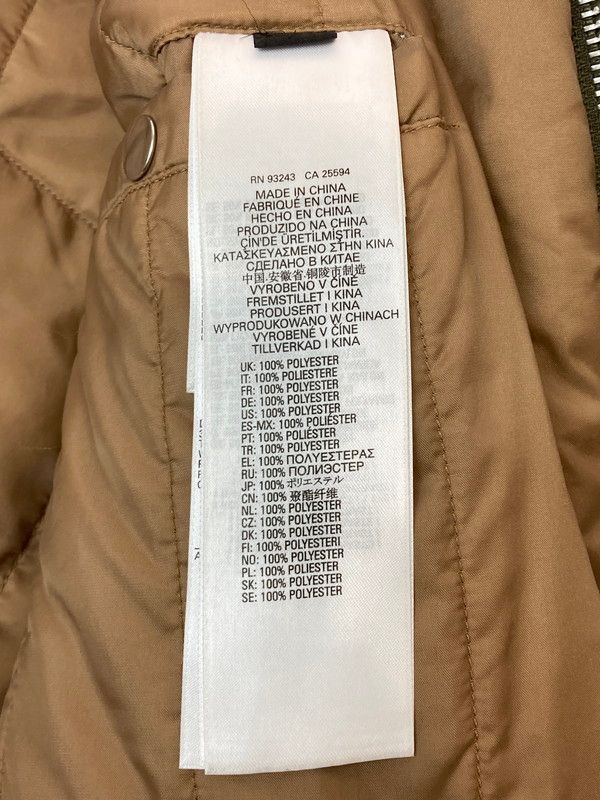 RN 93243 CA 25594
MADE IN CHINA
FABRIQUÉ EN CHINE
HECHO EN CHINA
PRODUZIDO NA CHINA
ÇIN'DE ÜRETİLMİŞTİR.
ΚΑΤΑΣΚΕΥΑΣΜΕΝΟ ΣΤΗΝ ΚΙΝΑ
СДЕЛАНО В КИТАЕ
中国.安徽省.铜陵市制造
VYROBENO V ČÍNĚ
FREMSTILLET I KINA
PRODUSERT I KINA
WYPRODUKOWANO W CHINACH
VYROBENÉ V ČÍNE
TILLVERKAD I KINA
UK: 100% POLYESTER
IT: 100% POLIESTERE
FR: 100% POLYESTER
DE: 100% POLYESTER
US: 100% POLYESTER
ES-MX: 100% POLIÉSTER
PT: 100% POLIÉSTER
TR: 100% POLYESTER
EL: 100% ΠΟΛΥΕΣΤΕΡΑΣ
RU: 100% ПОЛИЭСТЕР
JP: 100% ポリエステル
CN: 100% 聚酯纤维
NL: 100% POLYESTER
CZ: 100% POLYESTER
DK: 100% POLYESTER
FI: 100% POLYESTERI
NO: 100% POLYESTER
PL: 100% POLIESTER
SK: 100% POLYESTER
SE: 100% POLYESTER